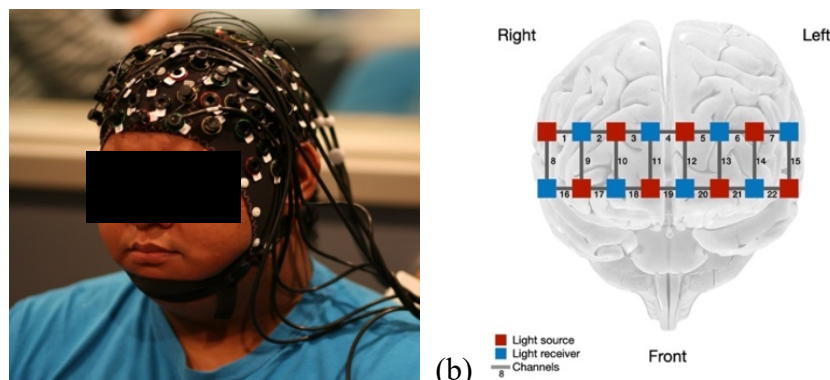 Right
Left
1 2 3 4 5 6 7
8 9 10 11 12 13 14 15
16 17 18 19 20 21 22
Light source
Light receiver
Channels
8
Front
(b)